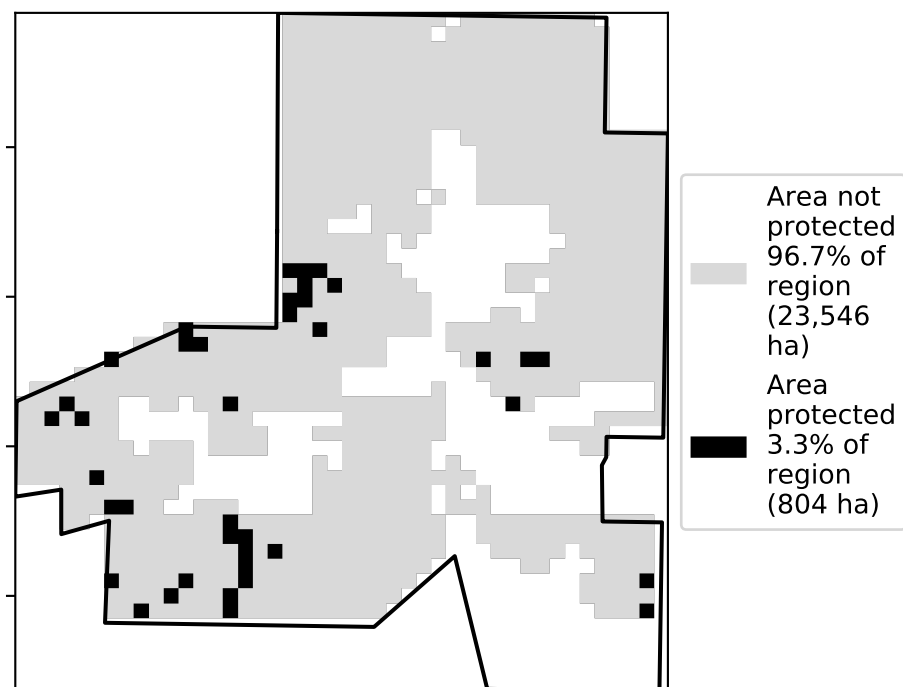 Area not
protected
96.7% of
region
(23,546
ha)
Area
protected
3.3% of
region
(804 ha)